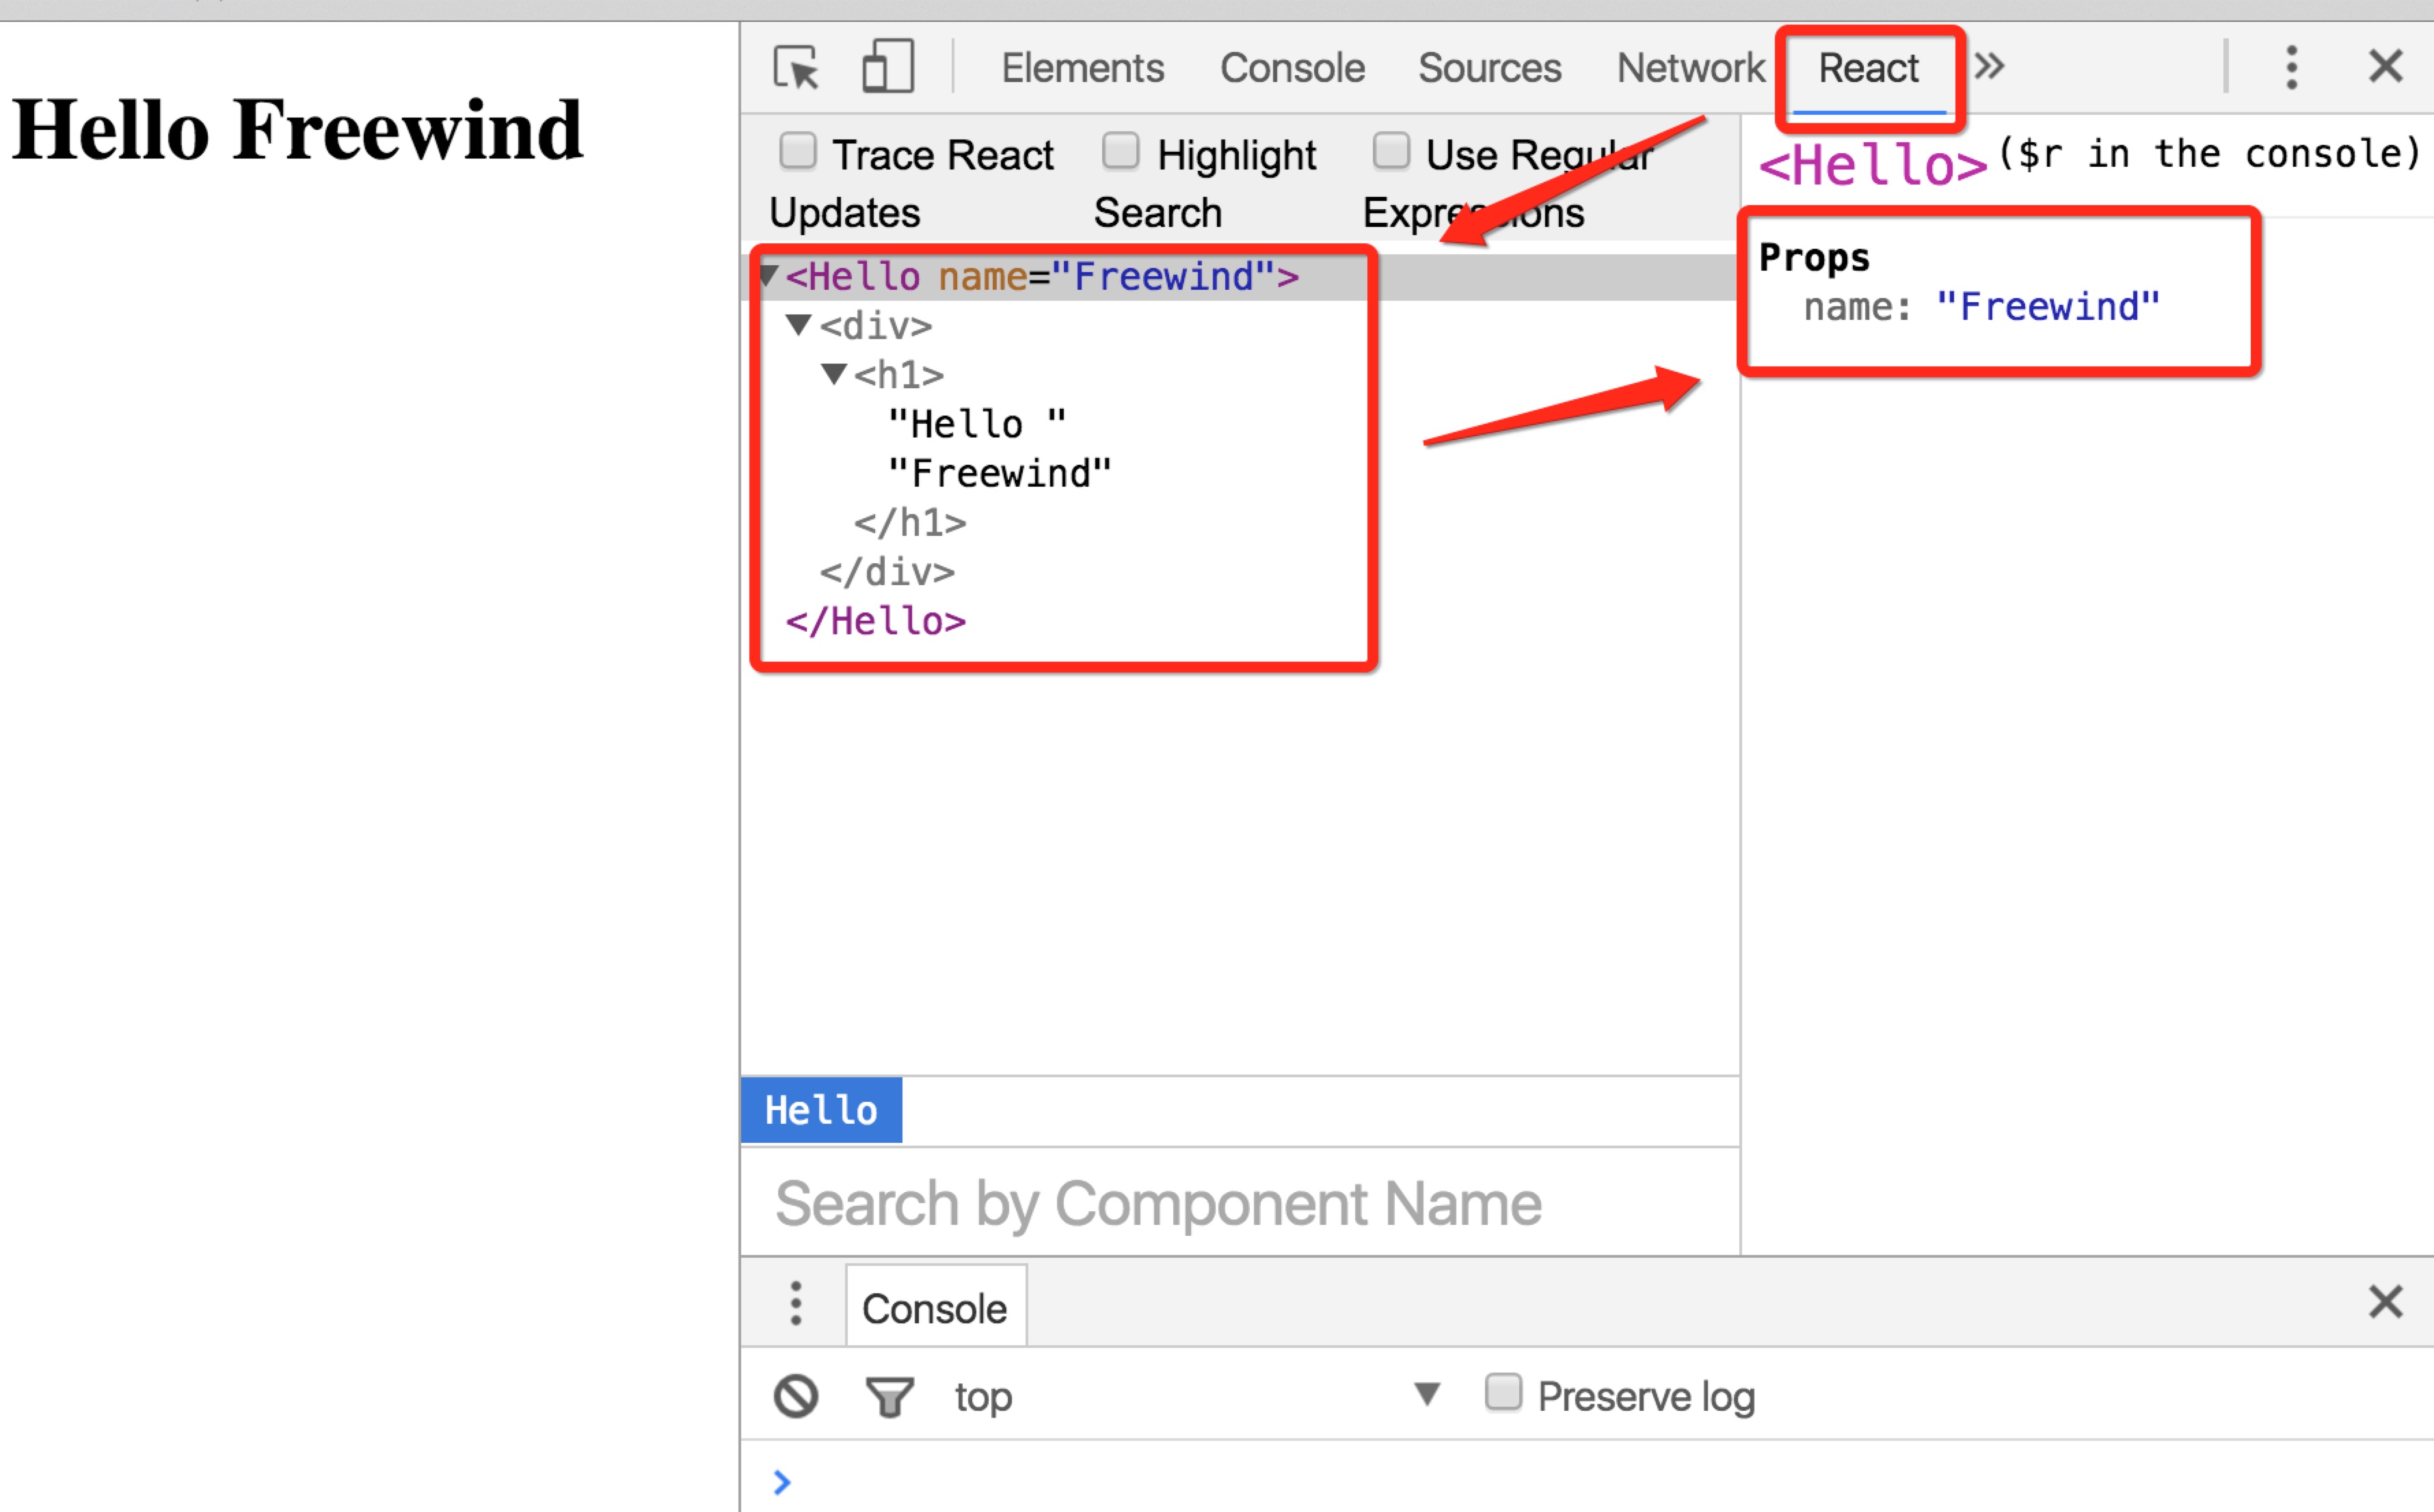 Hello Freewind
Elements Console Sources Network React »
Trace React Updates
Highlight Search
Use Regular Expressions
<Hello name="Freewind">
<div>
<h1>
"Hello "
"Freewind"
</h1>
</div>
</Hello>
Hello
Search by Component Name
<Hello> ($r in the console)
Props
name: "Freewind"
Console
top
Preserve log